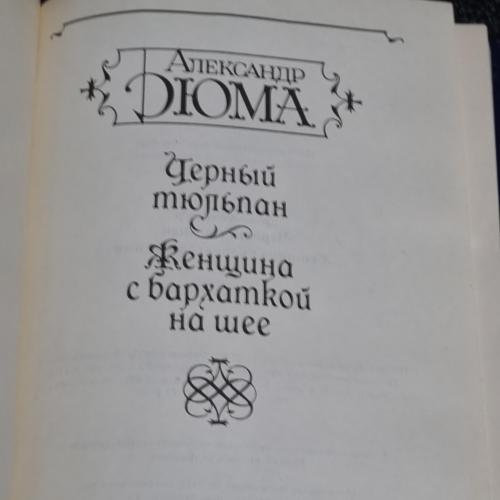 Александр
Дюма
Черный
тюльпан
Женщина
с бархаткой
на шее